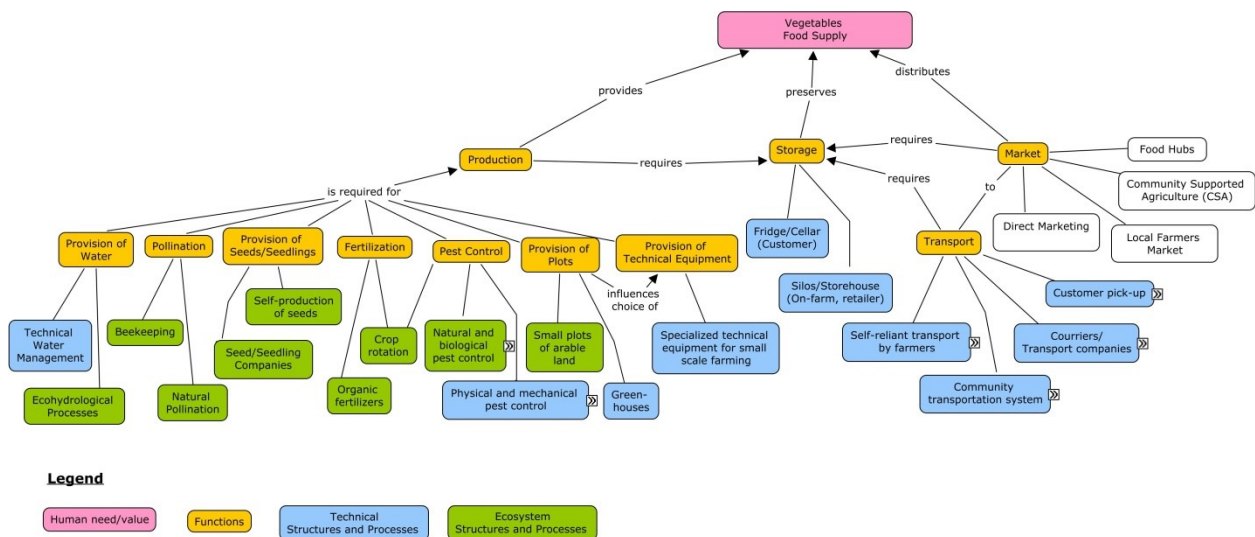 Vegetables
Food Supply
provides
preserves
distributes
Production
requires
Storage
requires
Market
Food Hubs
Community Supported
Agriculture (CSA)
Local Farmers
Market
Direct Marketing
to
requires
Transport
is required for
Provision of
Water
Pollination
Provision of
Seeds/Seedlings
Fertilization
Pest Control
Provision of
Plots
Provision of
Technical Equipment
influences
choice of
Fridge/Cellar
(Customer)
Silos/Storehouse
(On-farm, retailer)
Customer pick-up
Self-reliant transport
by farmers
Courriers/
Transport companies
Community
transportation system
Technical
Water
Management
Ecohydrological
Processes
Beekeeping
Natural
Pollination
Self-production
of seeds
Seed/Seedling
Companies
Crop
rotation
Organic
fertilizers
Natural and
biological
pest control
Physical and mechanical
pest control
Small plots
of arable
land
Green-
houses
Specialized technical
equipment for small
scale farming
Legend
Human need/value
Functions
Technical
Structures and Processes
Ecosystem
Structures and Processes